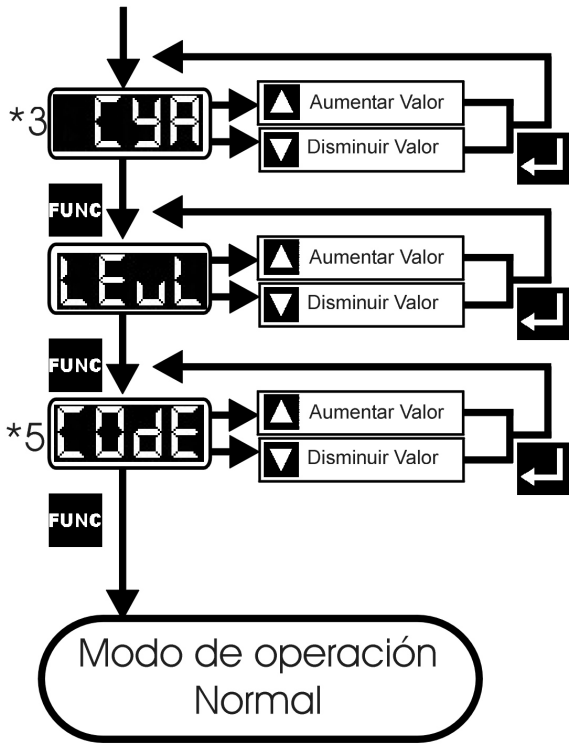 Aumentar Valor
*3 CYA
Disminuir Valor
FUNC
Aumentar Valor
LEvL
Disminuir Valor
FUNC
Aumentar Valor
*5 COdE
Disminuir Valor
FUNC
Modo de operación
Normal